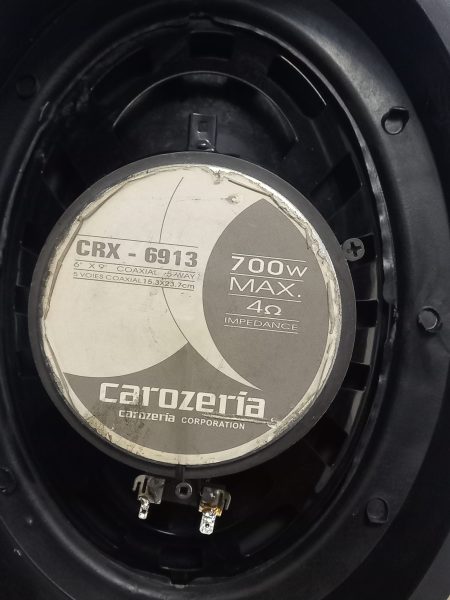 CRX - 6913
6" X 9" COAXIAL 5-WAY
5 VOIES COAXIAL 15.3X23.7cm
700W
MAX.
4Ω
IMPEDANCE
carozeria
carozeria CORPORATION